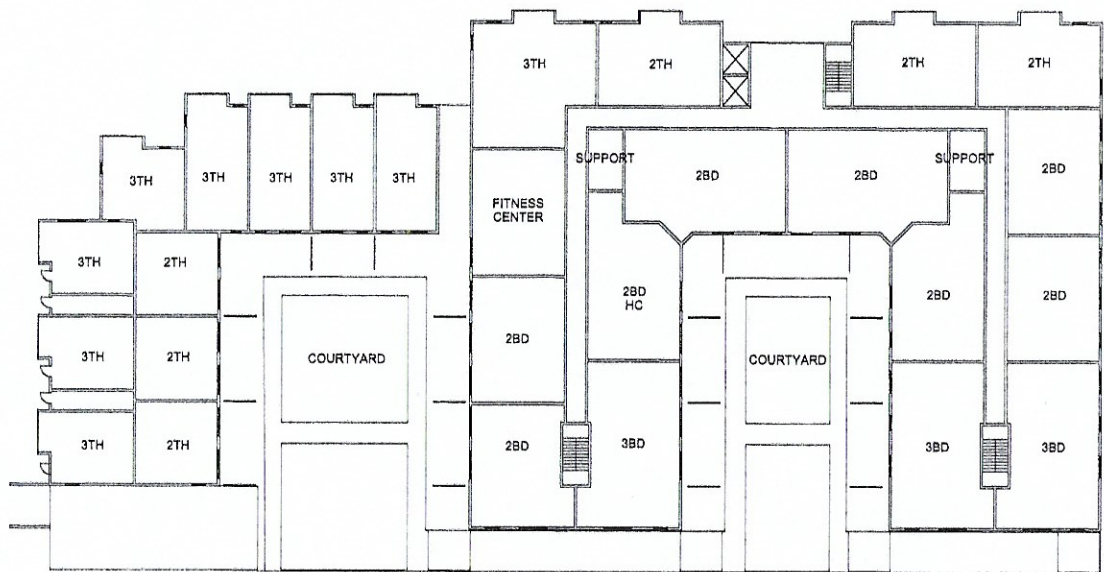 3TH
2TH
2TH
2TH
3TH
3TH
3TH
3TH
3TH
SUPPORT
2BD
2BD
SUPPORT
2BD
FITNESS
CENTER
3TH
2TH
2BD
HC
2BD
2BD
2BD
3TH
2TH
COURTYARD
COURTYARD
3TH
2TH
2BD
3BD
3BD
3BD